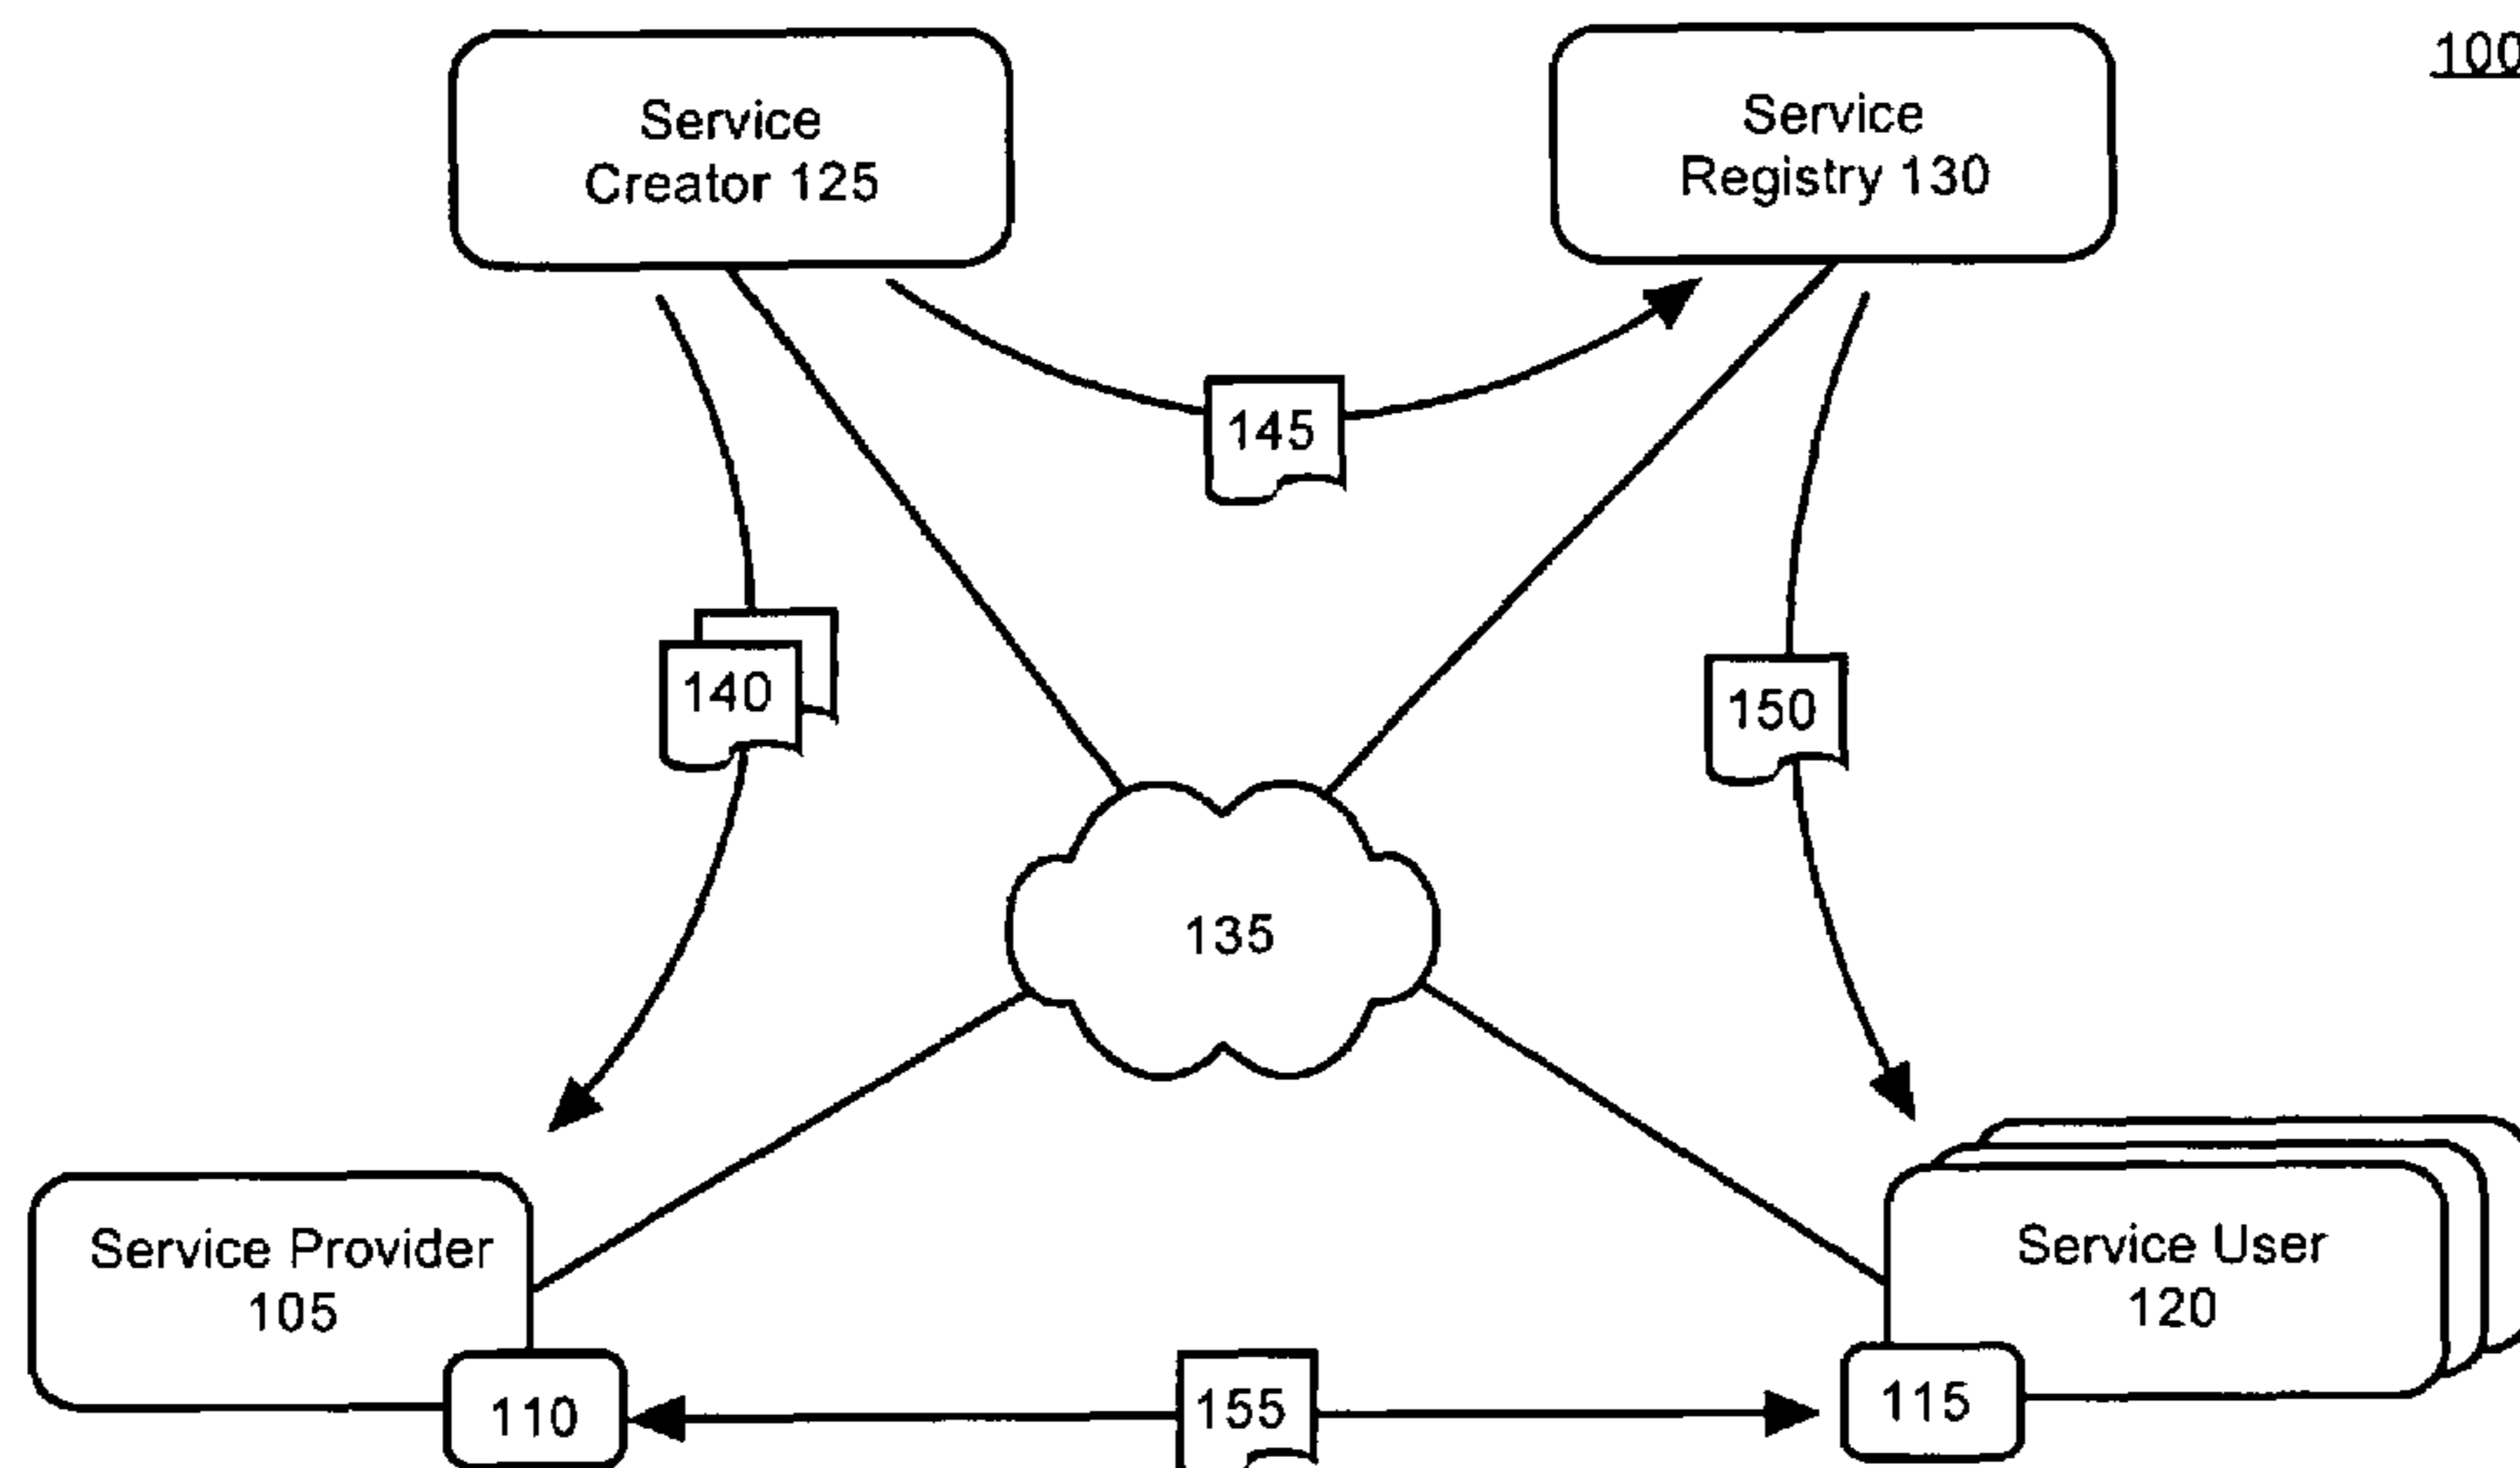 100
Service
Creator 125
Service
Registry 130
145
140
150
135
Service Provider
105
Service User
120
110
155
115